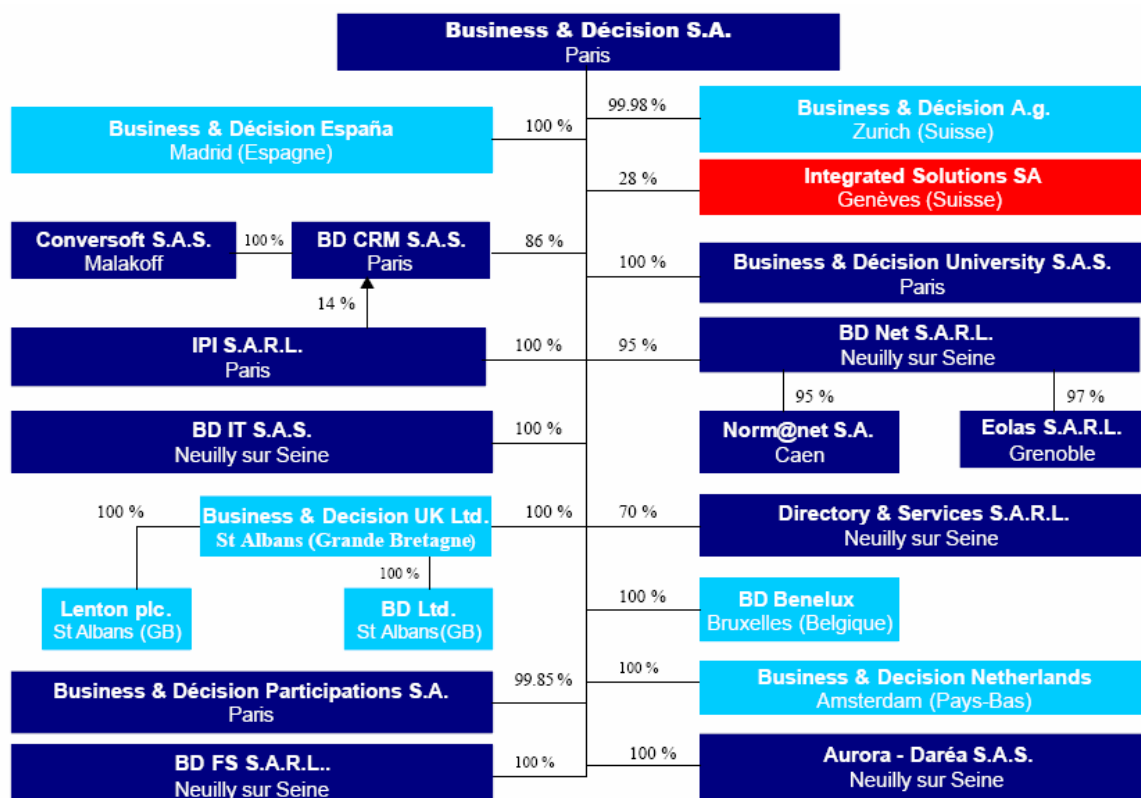 Business & Décision S.A.
Paris
99.98 %
Business & Décision A.g.
Zurich (Suisse)
Business & Décision España
Madrid (Espagne)
100 %
28 %
Integrated Solutions SA
Genèves (Suisse)
Conversoft S.A.S.
Malakoff
100 %
BD CRM S.A.S.
Paris
86 %
100 %
Business & Décision University S.A.S.
Paris
14 %
IPI S.A.R.L.
Paris
100 %
95 %
BD Net S.A.R.L.
Neuilly sur Seine
95 %
97 %
BD IT S.A.S.
Neuilly sur Seine
100 %
Norm@net S.A.
Caen
Eolas S.A.R.L.
Grenoble
100 %
Business & Decision UK Ltd.
St Albans (Grande Bretagne)
100 %
70 %
Directory & Services S.A.R.L.
Neuilly sur Seine
100 %
Lenton plc.
St Albans (GB)
BD Ltd.
St Albans(GB)
100 %
BD Benelux
Bruxelles (Belgique)
Business & Décision Participations S.A.
Paris
99.85 %
100 %
Business & Decision Netherlands
Amsterdam (Pays-Bas)
BD FS S.A.R.L..
Neuilly sur Seine
100 %
100 %
Aurora - Daréa S.A.S.
Neuilly sur Seine